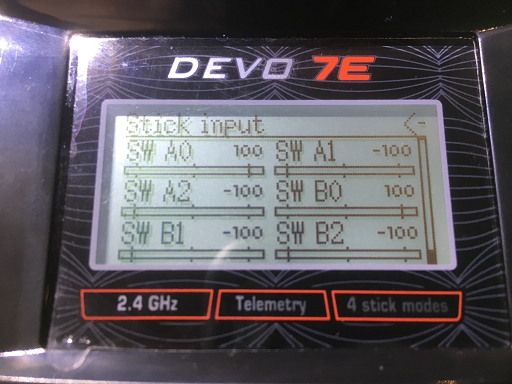 DEVO 7E
Stick input <-
SW A0 100 SW A1 -100
SW A2 -100 SW B0 100
SW B1 -100 SW B2 -100
2.4 GHz Telemetry 4 stick modes